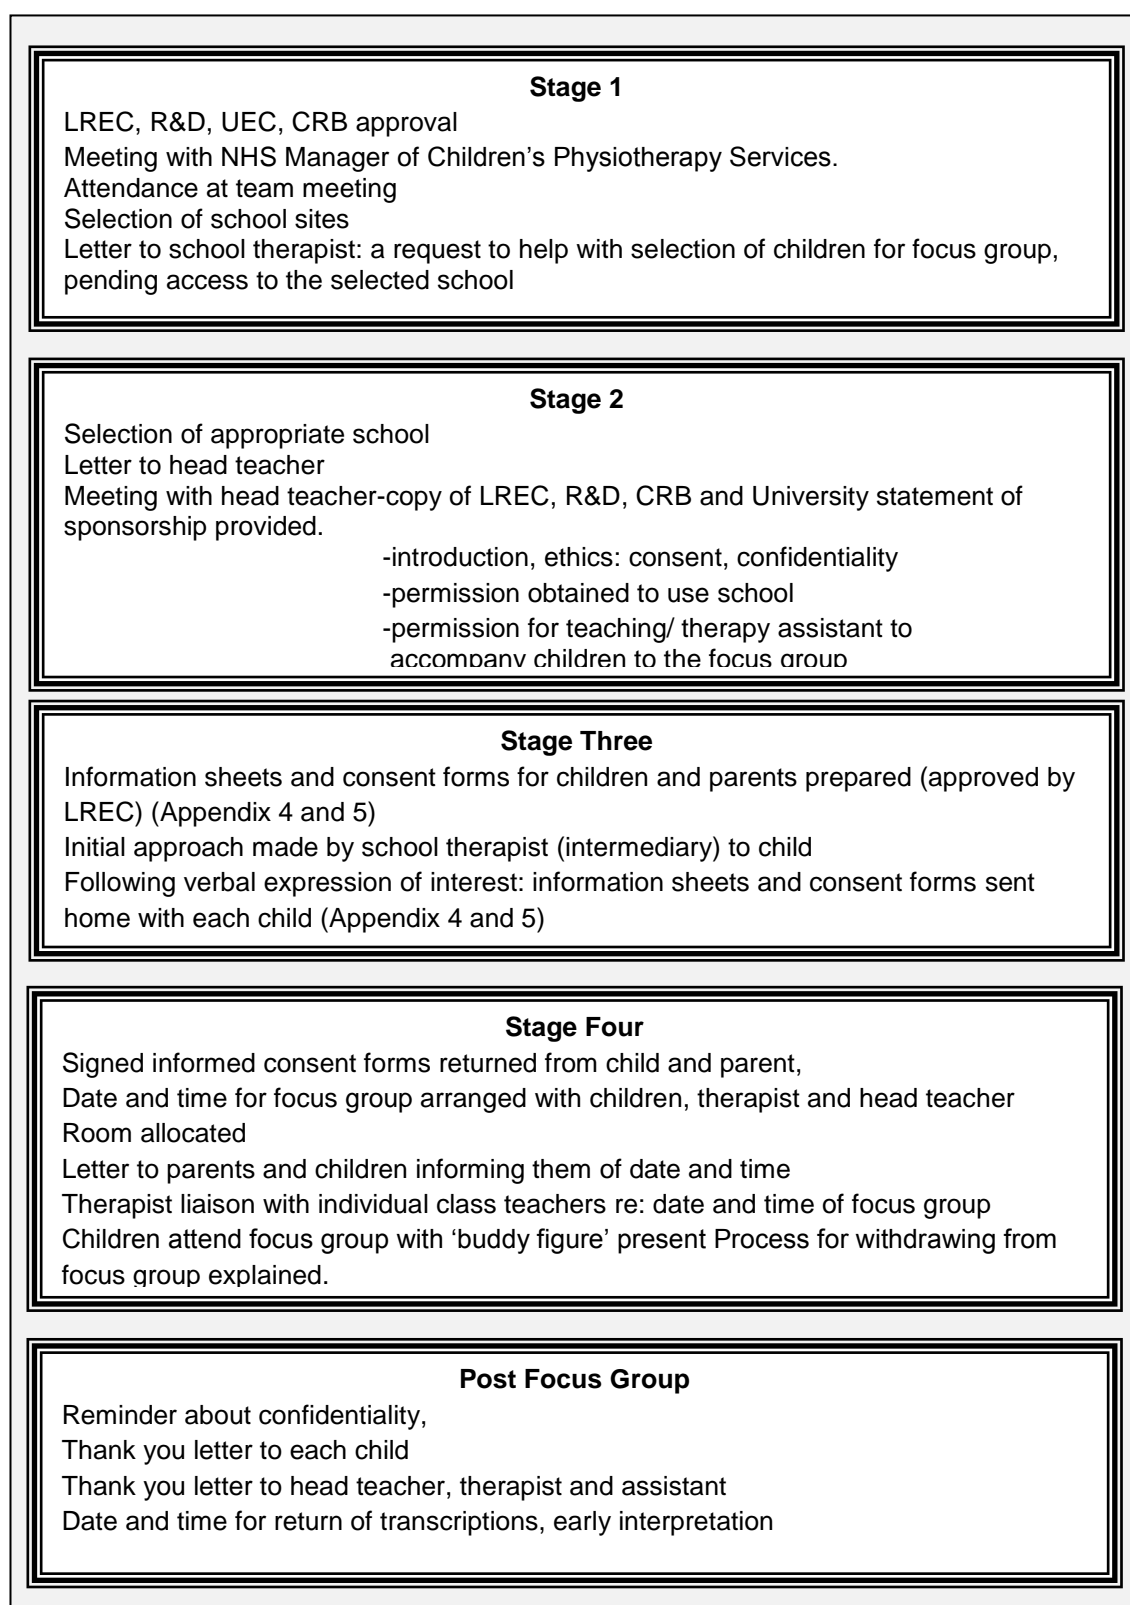 Stage 1
LREC, R&D, UEC, CRB approval
Meeting with NHS Manager of Children's Physiotherapy Services.
Attendance at team meeting
Selection of school sites
Letter to school therapist: a request to help with selection of children for focus group,
pending access to the selected school
Stage 2
Selection of appropriate school
Letter to head teacher
Meeting with head teacher-copy of LREC, R&D, CRB and University statement of
sponsorship provided.
-introduction, ethics: consent, confidentiality
-permission obtained to use school
-permission for teaching/ therapy assistant to
accompany children to the focus group
Stage Three
Information sheets and consent forms for children and parents prepared (approved by
LREC) (Appendix 4 and 5)
Initial approach made by school therapist (intermediary) to child
Following verbal expression of interest: information sheets and consent forms sent
home with each child (Appendix 4 and 5)
Stage Four
Signed informed consent forms returned from child and parent,
Date and time for focus group arranged with children, therapist and head teacher
Room allocated
Letter to parents and children informing them of date and time
Therapist liaison with individual class teachers re: date and time of focus group
Children attend focus group with ‘buddy figure’ present Process for withdrawing from
focus group explained.
Post Focus Group
Reminder about confidentiality,
Thank you letter to each child
Thank you letter to head teacher, therapist and assistant
Date and time for return of transcriptions, early interpretation